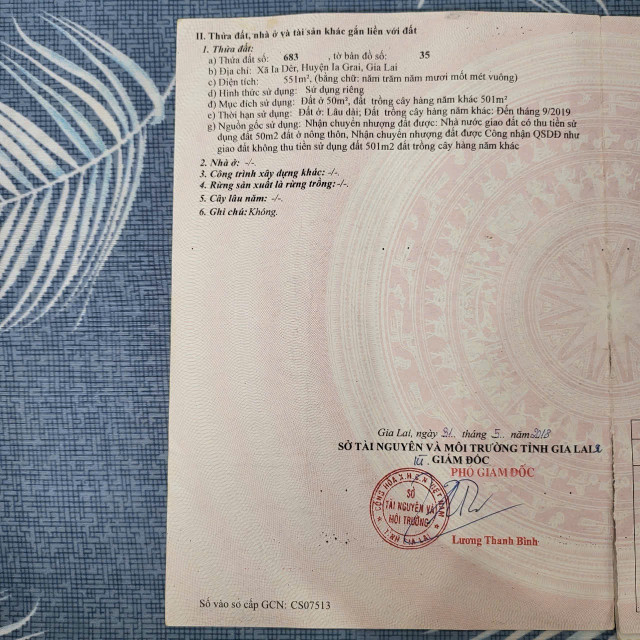 II. Thửa đất, nhà ở và tài sản khác gắn liền với đất
1. Thửa đất:
a) Thửa đất số: 683 , tờ bản đồ số: 35
b) Địa chỉ: Xã Ia Dêr, Huyện Ia Grai, Gia Lai
c) Diện tích: 551m², (bằng chữ: năm trăm năm mươi mốt mét vuông)
d) Hình thức sử dụng: Sử dụng riêng
đ) Mục đích sử dụng: Đất ở 50m², đất trồng cây hàng năm khác 501m²
e) Thời hạn sử dụng: Đất ở: Lâu dài; Đất trồng cây hàng năm khác: Đến tháng 9/2019
g) Nguồn gốc sử dụng: Nhận chuyển nhượng đất được: Nhà nước giao đất có thu tiền sử
dụng đất 50m2 đất ở nông thôn, Nhận chuyển nhượng đất được Công nhận QSDĐ như
giao đất không thu tiền sử dụng đất 501m2 đất trồng cây hàng năm khác
2. Nhà ở: -/-.
3. Công trình xây dựng khác: -/-.
4. Rừng sản xuất là rừng trồng:-/-.
5. Cây lâu năm: -/-.
6. Ghi chú: Không.
Gia Lai, ngày 31.. tháng .5.. năm 2018
SỞ TÀI NGUYÊN VÀ MÔI TRƯỜNG TỈNH GIA LAI
GIÁM ĐỐC
PHÓ GIÁM ĐỐC
CỘNG HÒA X.H.C.N VIỆT NAM
SỞ
TÀI NGUYÊN VÀ
MÔI TRƯỜNG
TỈNH GIA LAI
Lương Thanh Bình
Số vào sổ cấp GCN: CS07513